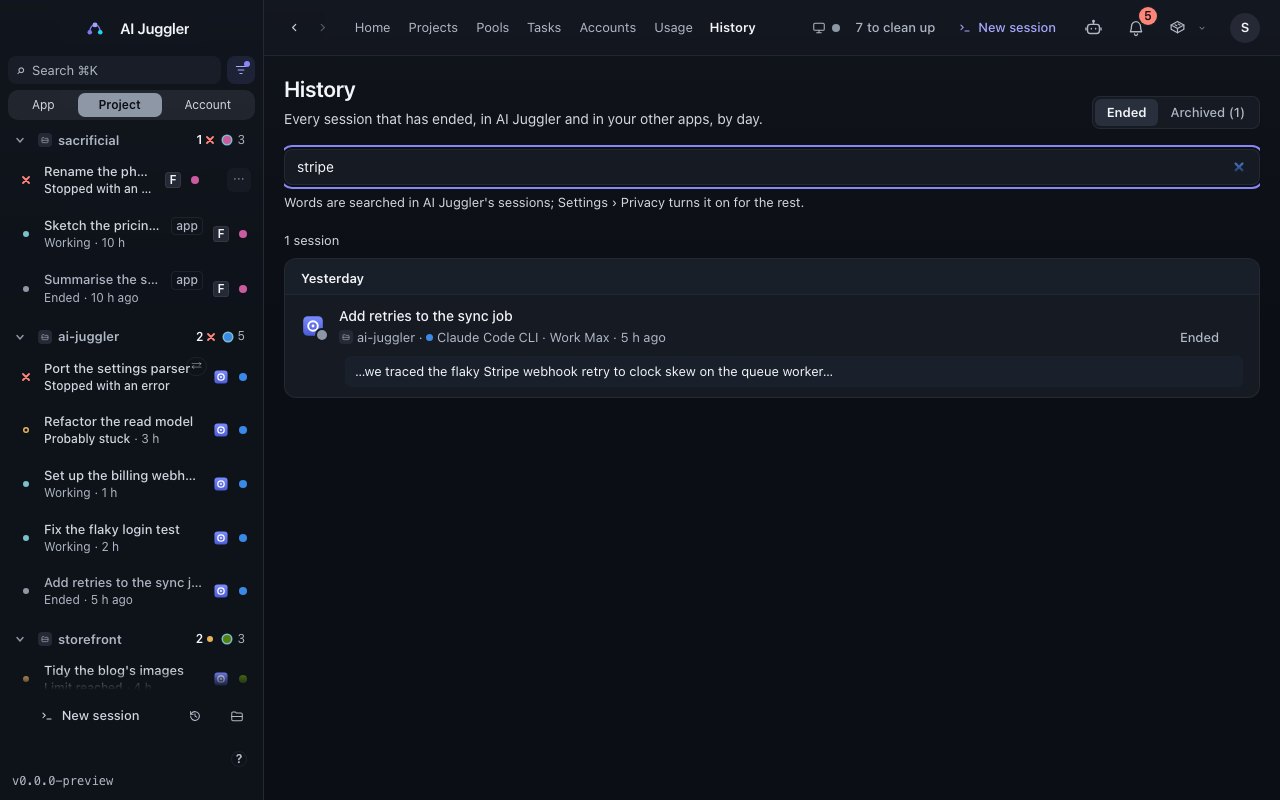 AI Juggler
Search ⌘K
App Project Account
sacrificial 1 3
Rename the ph... F
Stopped with an ...
Sketch the pricin... app F
Working · 10 h
Summarise the s... app F
Ended · 10 h ago
ai-juggler 2 5
Port the settings parser
Stopped with an error
Refactor the read model
Probably stuck · 3 h
Set up the billing webh...
Working · 1 h
Fix the flaky login test
Working · 2 h
Add retries to the sync j...
Ended · 5 h ago
storefront 2 3
Tidy the blog's images
Limit reached · 4 h
New session
?
v0.0.0-preview
Home Projects Pools Tasks Accounts Usage History 7 to clean up New session 5 S
History
Every session that has ended, in AI Juggler and in your other apps, by day.
Ended Archived (1)
stripe
Words are searched in AI Juggler's sessions; Settings › Privacy turns it on for the rest.
1 session
Yesterday
Add retries to the sync job
ai-juggler · Claude Code CLI · Work Max · 5 h ago Ended
…we traced the flaky Stripe webhook retry to clock skew on the queue worker…